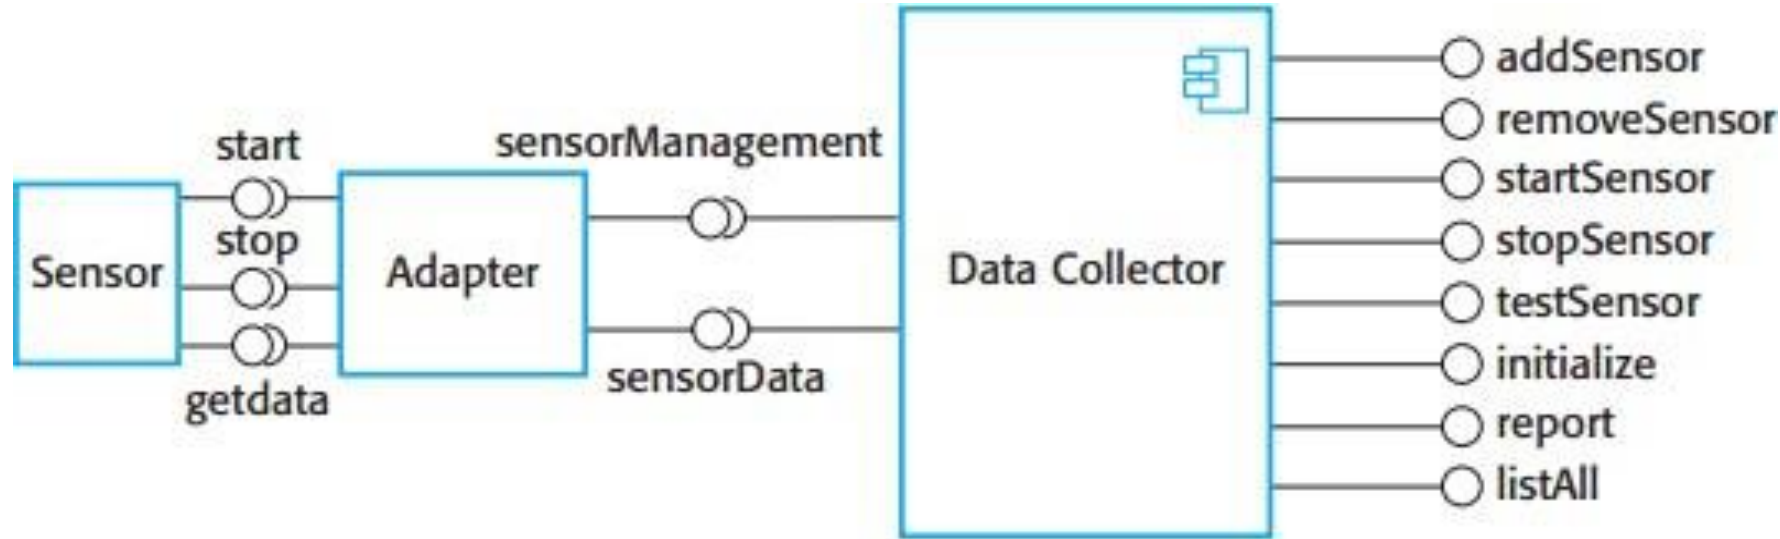 start
stop
getdata
Sensor
Adapter
sensorManagement
sensorData
Data Collector
addSensor
removeSensor
startSensor
stopSensor
testSensor
initialize
report
listAll